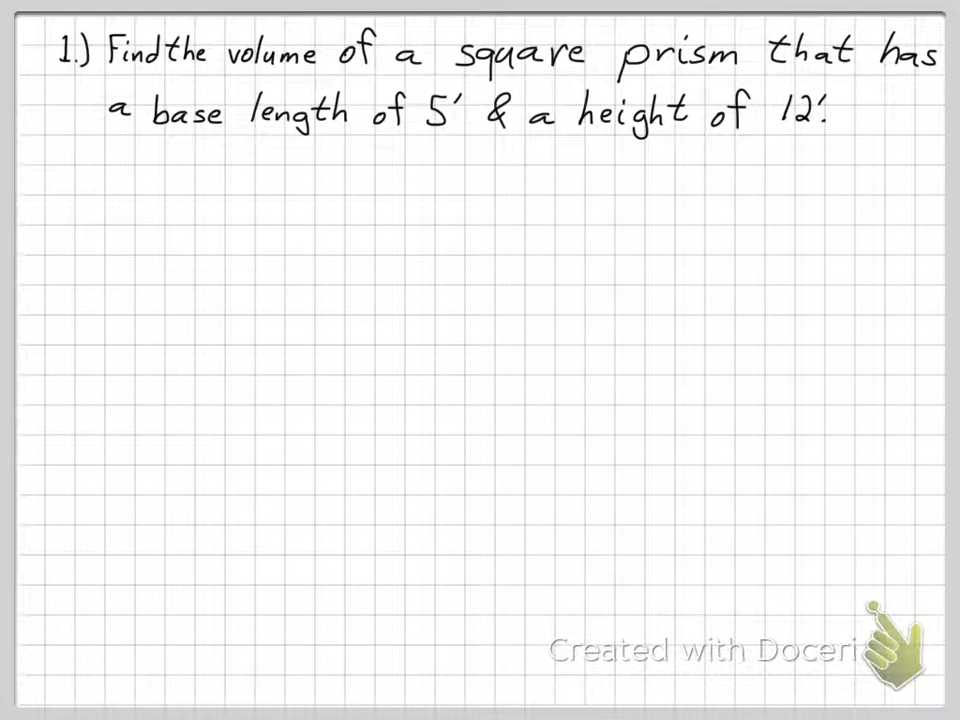 1.) Find the volume of a square prism that has
a base length of 5' & a height of 12'.
Created with Doceri